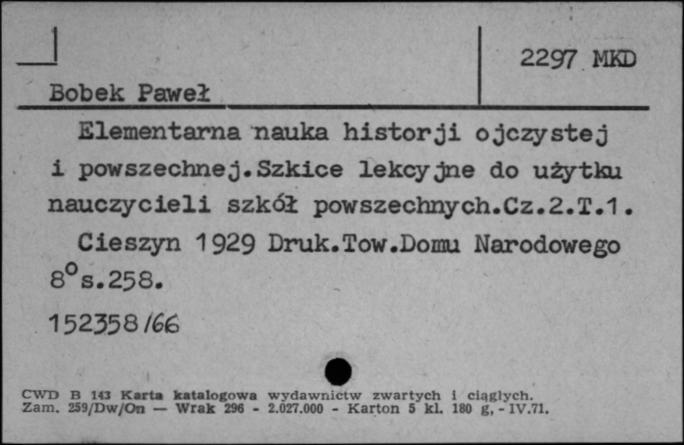 2297 MKD
Bobek Paweł
Elementarna nauka historji ojczystej
i powszechnej.Szkice lekcyjne do użytku
nauczycieli szkół powszechnych.Cz.2.T.1.
Cieszyn 1929 Druk.Tow.Domu Narodowego
8° s.258.
152358/66
CWD B 143 Karta katalogowa wydawnictw zwartych i ciągłych.
Zam. 259/Dw/On — Wrak 296 - 2.027.000 - Karton 5 kl. 180 g, - IV.71.